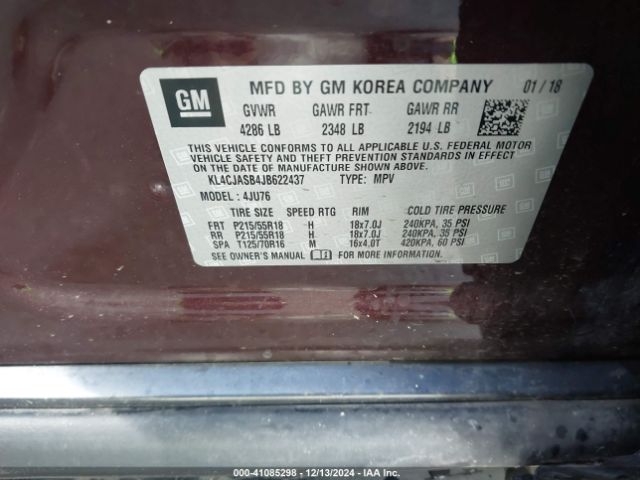 GM
MFD BY GM KOREA COMPANY 01 / 18
GVWR GAWR FRT GAWR RR
4286 LB 2348 LB 2194 LB
THIS VEHICLE CONFORMS TO ALL APPLICABLE U.S. FEDERAL MOTOR
VEHICLE SAFETY AND THEFT PREVENTION STANDARDS IN EFFECT ON
THE DATE OF MANUFACTURE SHOWN ABOVE.
KL4CJASB4JB622437 TYPE: MPV
MODEL : 4JU76
TIRE SIZE SPEED RTG RIM COLD TIRE PRESSURE
FRT P215/55R18 H 18x7.0J 240KPA, 35 PSI
RR P215/55R18 H 18x7.0J 240KPA, 35 PSI
SPA T125/70R16 M 16x4.0T 420KPA, 60 PSI
SEE OWNER'S MANUAL FOR MORE INFORMATION.
000-41085298 - 12/13/2024 - IAA Inc.